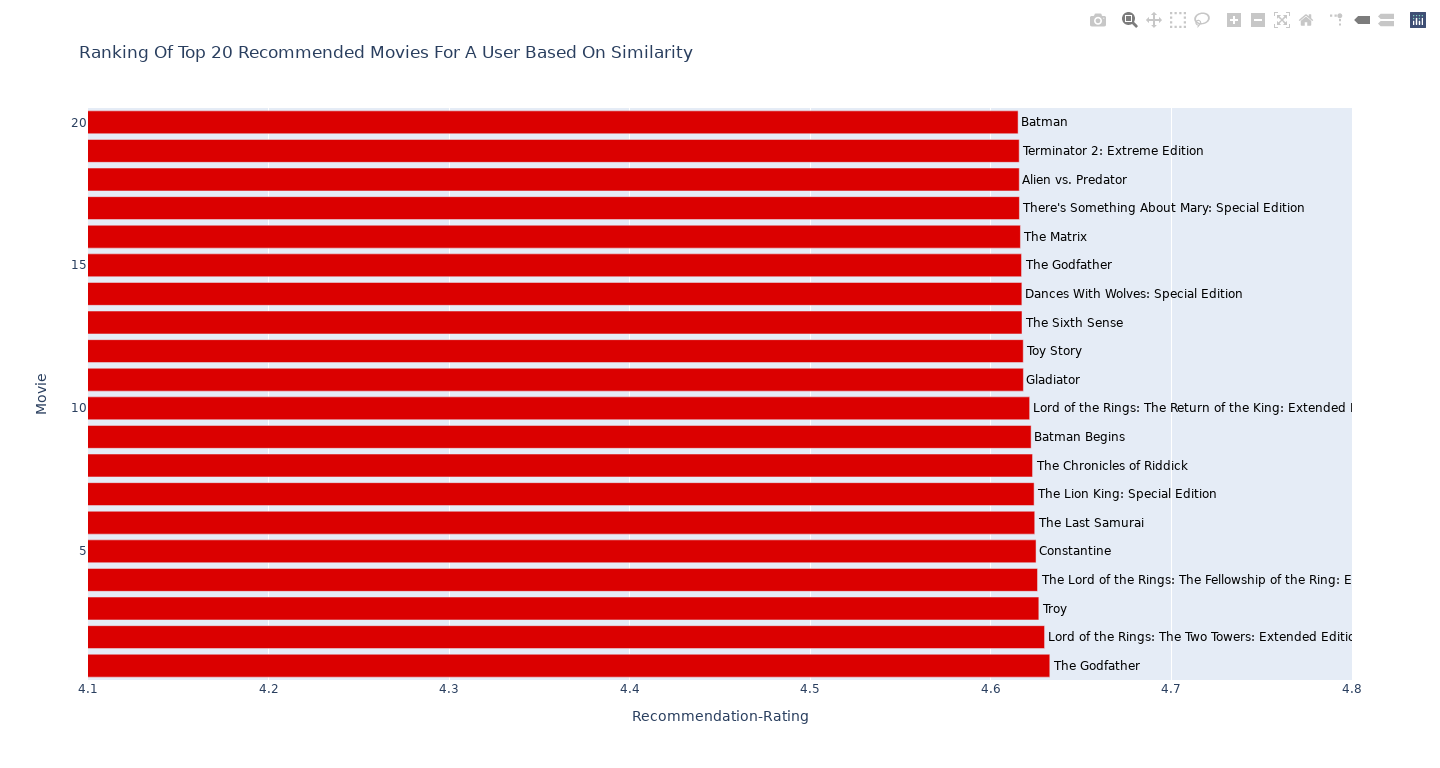 Ranking Of Top 20 Recommended Movies For A User Based On Similarity
20
Batman
Terminator 2: Extreme Edition
Alien vs. Predator
There's Something About Mary: Special Edition
The Matrix
15
The Godfather
Dances With Wolves: Special Edition
The Sixth Sense
Toy Story
Gladiator
Movie
10
Lord of the Rings: The Return of the King: Extended
Batman Begins
The Chronicles of Riddick
The Lion King: Special Edition
The Last Samurai
5
Constantine
The Lord of the Rings: The Fellowship of the Ring:
Troy
Lord of the Rings: The Two Towers: Extended
The Godfather
4.1 4.2 4.3 4.4 4.5 4.6 4.7 4.8
Recommendation-Rating